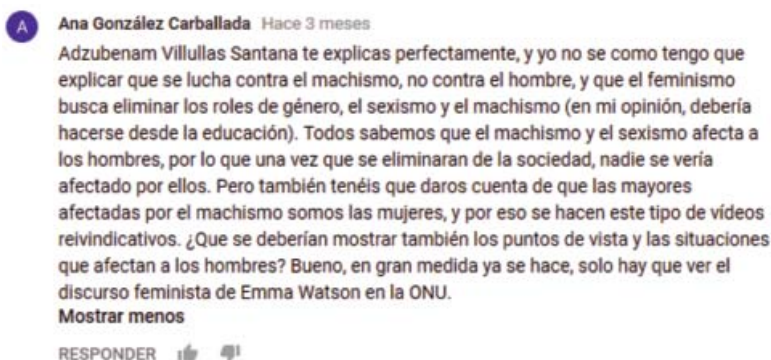 A
Ana González Carballada Hace 3 meses
Adzubenam Villullas Santana te explicas perfectamente, y yo no se como tengo que
explicar que se lucha contra el machismo, no contra el hombre, y que el feminismo
busca eliminar los roles de género, el sexismo y el machismo (en mi opinión, debería
hacerse desde la educación). Todos sabemos que el machismo y el sexismo afecta a
los hombres, por lo que una vez que se eliminaran de la sociedad, nadie se vería
afectado por ellos. Pero también tenéis que daros cuenta de que las mayores
afectadas por el machismo somos las mujeres, y por eso se hacen este tipo de vídeos
reivindicativos. ¿Que se deberían mostrar también los puntos de vista y las situaciones
que afectan a los hombres? Bueno, en gran medida ya se hace, solo hay que ver el
discurso feminista de Emma Watson en la ONU.
Mostrar menos
RESPONDER